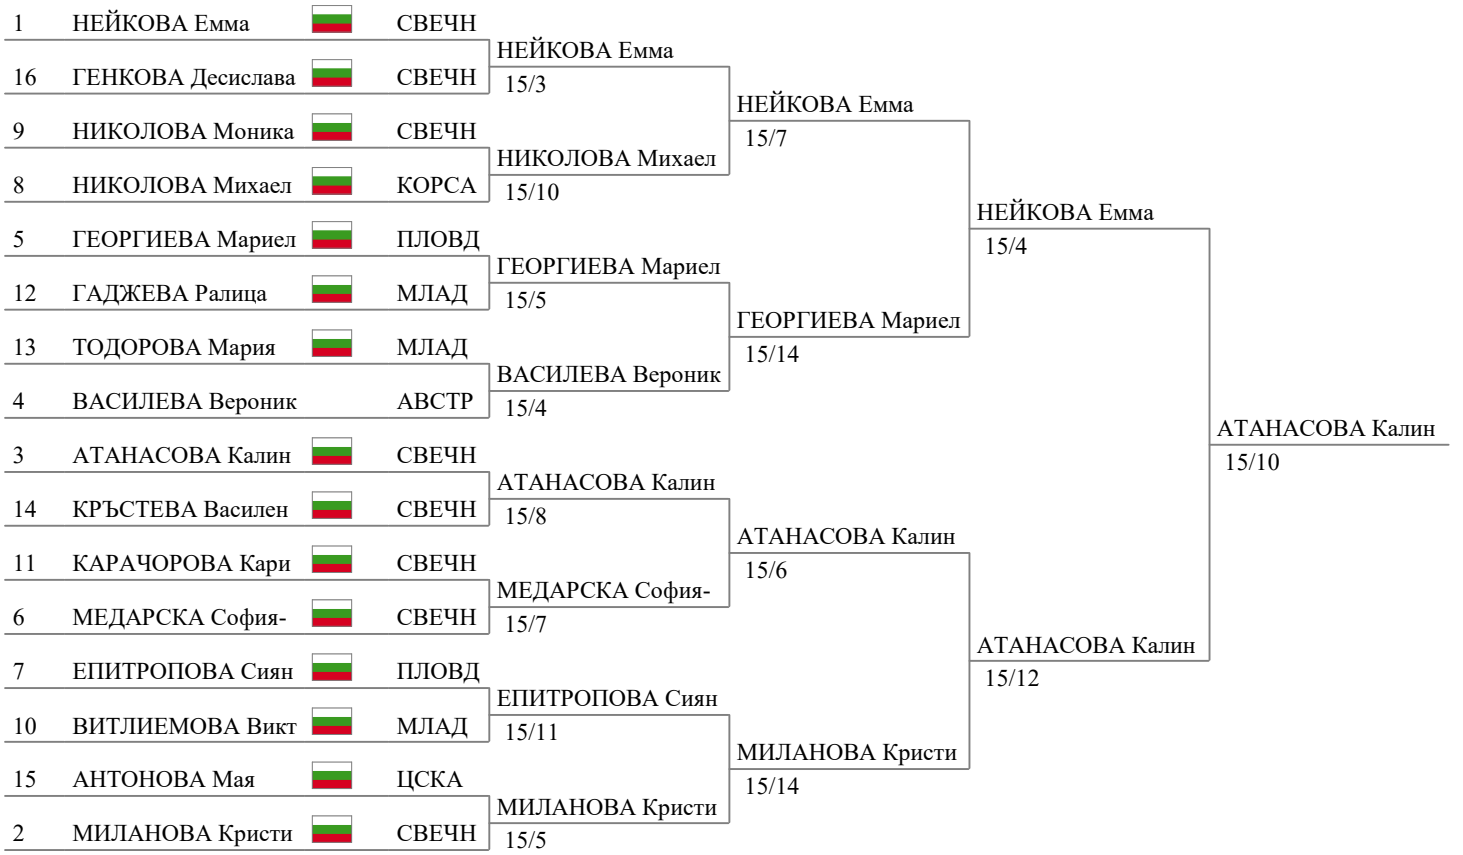 1 НЕЙКОВА Емма СВЕЧН
НЕЙКОВА Емма
16 ГЕНКОВА Десислава СВЕЧН
15/3
НЕЙКОВА Емма
9 НИКОЛОВА Моника СВЕЧН
15/7
НИКОЛОВА Михаел
8 НИКОЛОВА Михаел КОРСА
15/10
НЕЙКОВА Емма
5 ГЕОРГИЕВА Мариел ПЛОВД
15/4
ГЕОРГИЕВА Мариел
12 ГАДЖЕВА Ралица МЛАД
15/5
ГЕОРГИЕВА Мариел
13 ТОДОРОВА Мария МЛАД
15/14
ВАСИЛЕВА Вероник
4 ВАСИЛЕВА Вероник АВСТР
15/4
АТАНАСОВА Калин
3 АТАНАСОВА Калин СВЕЧН
15/10
АТАНАСОВА Калин
14 КРЪСТЕВА Василен СВЕЧН
15/8
АТАНАСОВА Калин
11 КАРАЧОРОВА Кари СВЕЧН
15/6
МЕДАРСКА София-
6 МЕДАРСКА София- СВЕЧН
15/7
АТАНАСОВА Калин
7 ЕПИТРОПОВА Сиян ПЛОВД
15/12
ЕПИТРОПОВА Сиян
10 ВИТЛИЕМОВА Викт МЛАД
15/11
МИЛАНОВА Кристи
15 АНТОНОВА Мая ЦСКА
15/14
МИЛАНОВА Кристи
2 МИЛАНОВА Кристи СВЕЧН
15/5